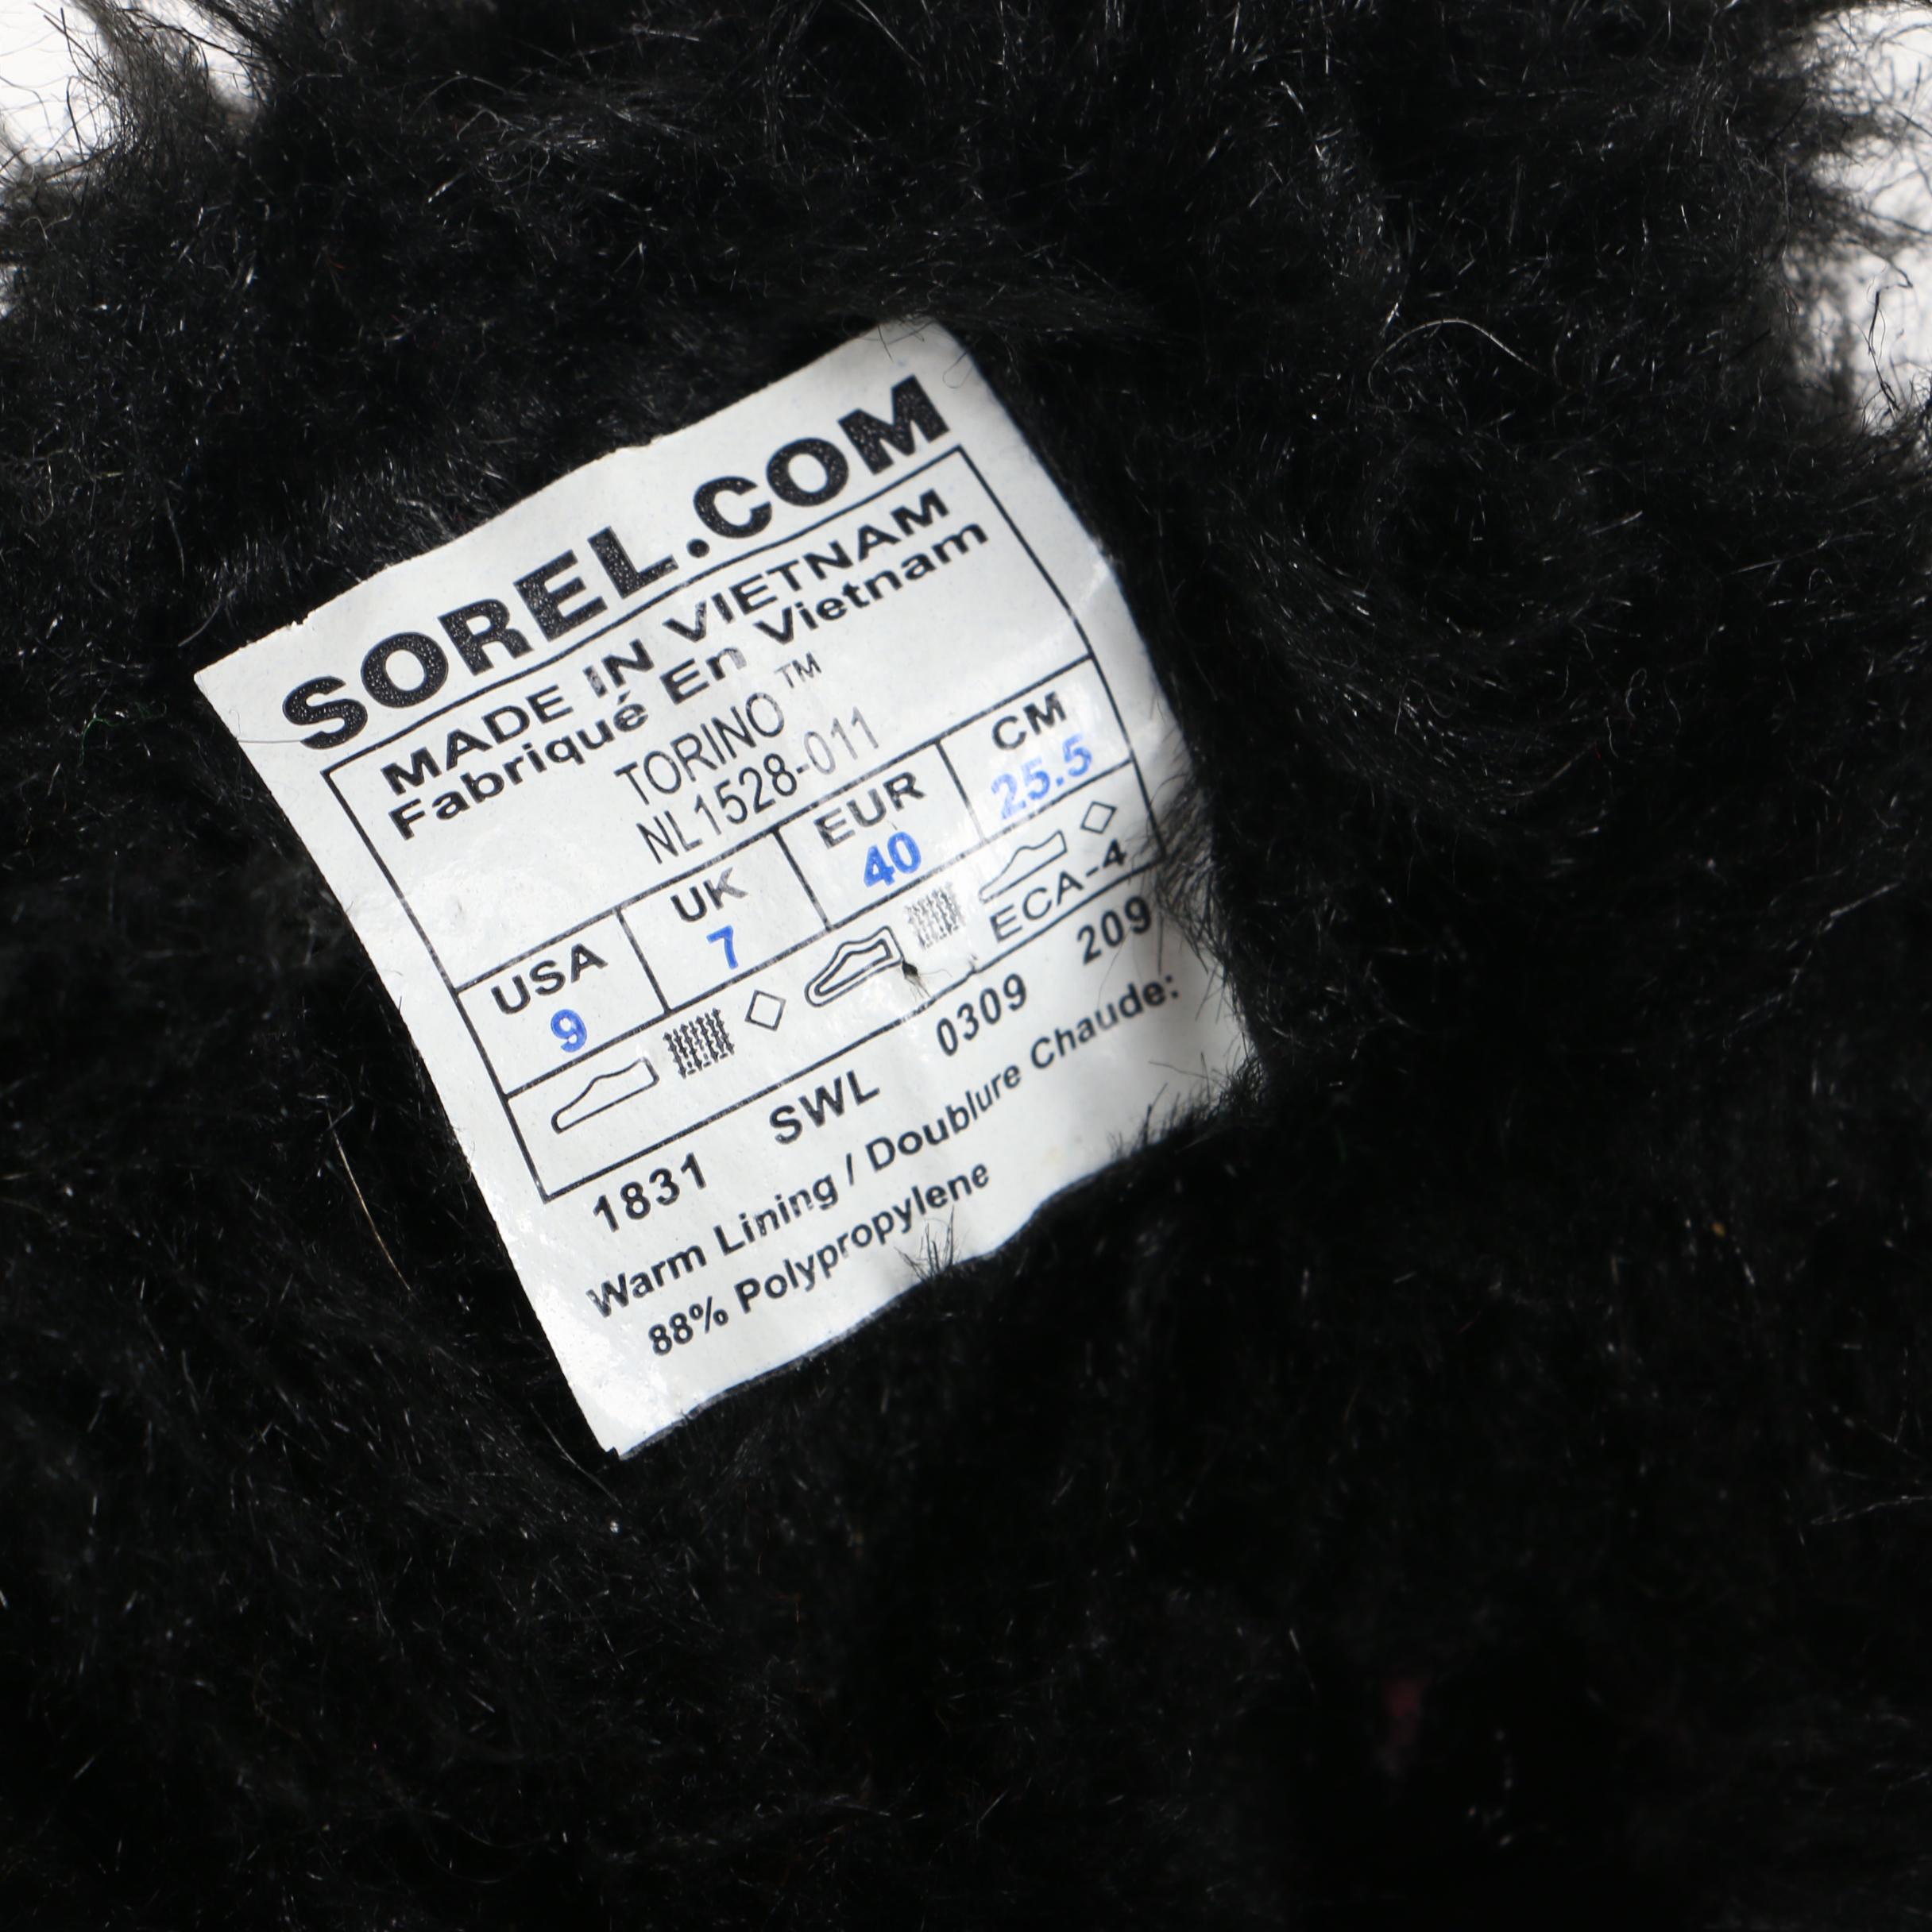 SOREL.COM
MADE IN VIETNAM
Fabriqué En Vietnam
TORINO™
NL1528-011
USA UK EUR CM
9 7 40 25.5
ECA-4
1831 SWL 0309 209
Warm Lining / Doublure Chaude:
88% Polypropylene